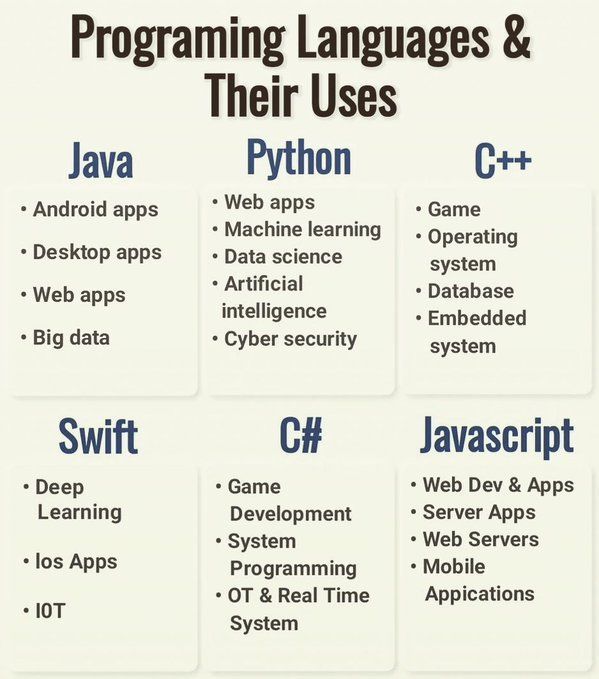 Programing Languages &
Their Uses
Java
• Android apps
• Desktop apps
• Web apps
• Big data
Python
• Web apps
• Machine learning
• Data science
• Artificial
intelligence
• Cyber security
C++
• Game
• Operating
system
• Database
• Embedded
system
Swift
• Deep
Learning
• Ios Apps
• I0T
C#
• Game
Development
• System
Programming
• OT & Real Time
System
Javascript
• Web Dev & Apps
• Server Apps
• Web Servers
• Mobile
Appications